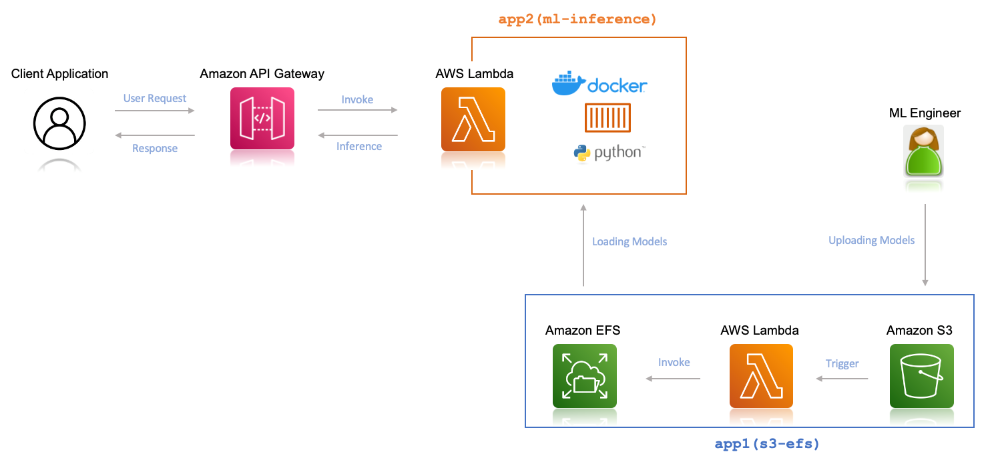 app2(ml-inference)
Client Application
Amazon API Gateway
AWS Lambda
docker
User Request
Invoke
ML Engineer
Response
Inference
python™
Loading Models
Uploading Models
Amazon EFS
AWS Lambda
Amazon S3
Invoke
Trigger
app1(s3-efs)